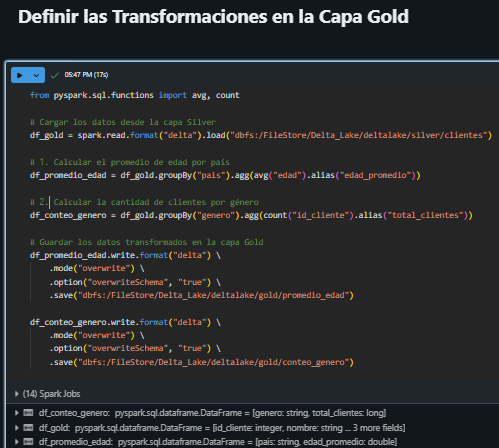 Definir las Transformaciones en la Capa Gold
05:47 PM (17s)
from pyspark.sql.functions import avg, count
# Cargar los datos desde la capa Silver
df_gold = spark.read.format("delta").load("dbfs:/FileStore/Delta_Lake/deltalake/silver/clientes")
# 1. Calcular el promedio de edad por pais
df_promedio_edad = df_gold.groupBy("pais").agg(avg("edad").alias("edad_promedio"))
# 2. Calcular la cantidad de clientes por género
df_conteo_genero = df_gold.groupBy("genero").agg(count("id_cliente").alias("total_clientes"))
# Guardar los datos transformados en la capa Gold
df_promedio_edad.write.format("delta") \
.mode("overwrite") \
.option("overwriteSchema", "true") \
.save("dbfs:/FileStore/Delta_Lake/deltalake/gold/promedio_edad")
df_conteo_genero.write.format("delta") \
.mode("overwrite") \
.option("overwriteSchema", "true") \
.save("dbfs:/FileStore/Delta_Lake/deltalake/gold/conteo_genero")
(14) Spark Jobs
df_conteo_genero: pyspark.sql.dataframe.DataFrame = [genero: string, total_clientes: long]
df_gold: pyspark.sql.dataframe.DataFrame = [id_cliente: integer, nombre: string ... 3 more fields]
df_promedio_edad: pyspark.sql.dataframe.DataFrame = [pais: string, edad_promedio: double]